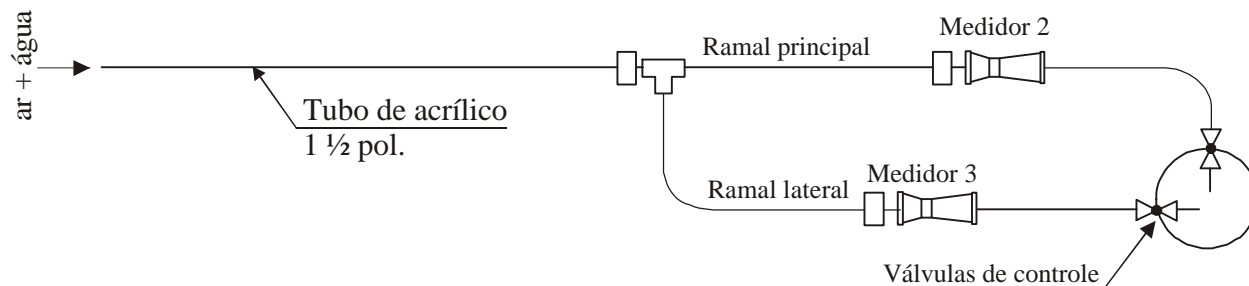 ar + água
Tubo de acrílico
1 ½ pol.
Ramal principal
Medidor 2
Ramal lateral
Medidor 3
Válvulas de controle